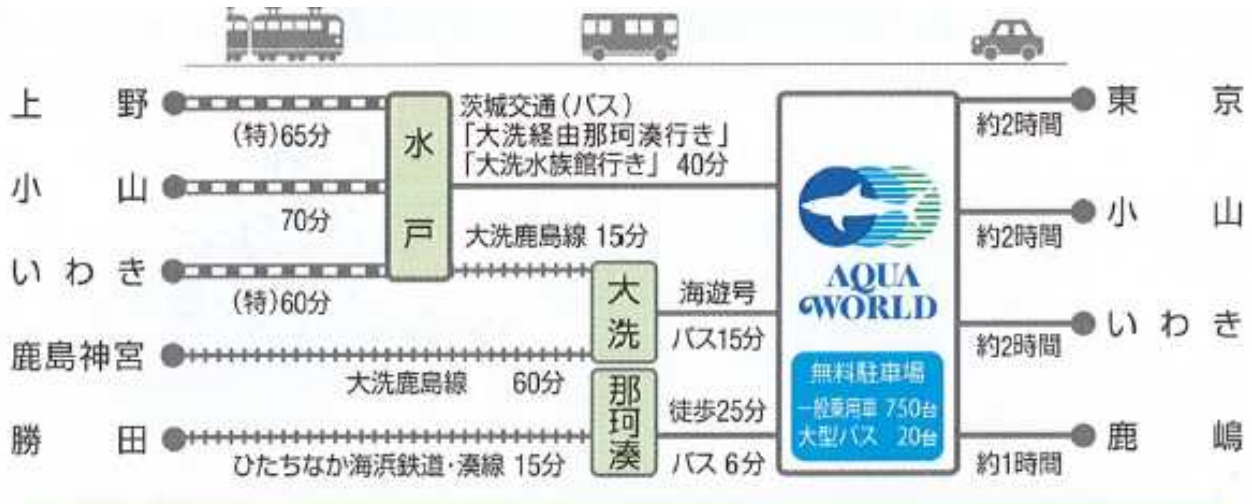 上野
(特)65分
小山
70分
いわき
(特)60分
鹿島神宮
大洗鹿島線 60分
勝田
ひたちなか海浜鉄道・湊線 15分
水戸
茨城交通(バス)
「大洗経由那珂湊行き」
「大洗水族館行き」 40分
大洗鹿島線 15分
大洗
海遊号
バス15分
那珂湊
徒歩25分
バス 6分
AQUA
WORLD
無料駐車場
一般乗用車 750台
大型バス 20台
東京
約2時間
小山
約2時間
いわき
約2時間
鹿嶋
約1時間